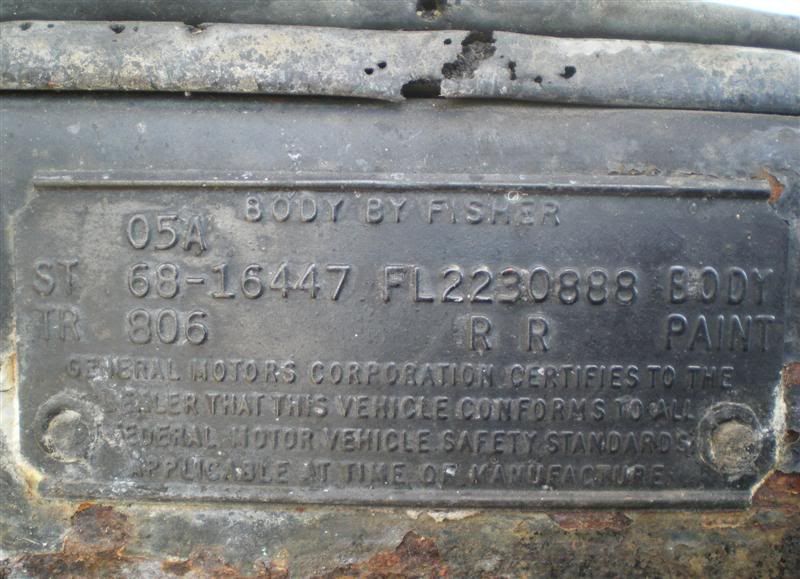 BODY BY FISHER
05A
ST 68-16447 FL2230888 BODY
TR 806 R R PAINT
GENERAL MOTORS CORPORATION CERTIFIES TO THE
DEALER THAT THIS VEHICLE CONFORMS TO ALL
FEDERAL MOTOR VEHICLE SAFETY STANDARDS
APPLICABLE AT TIME OF MANUFACTURE